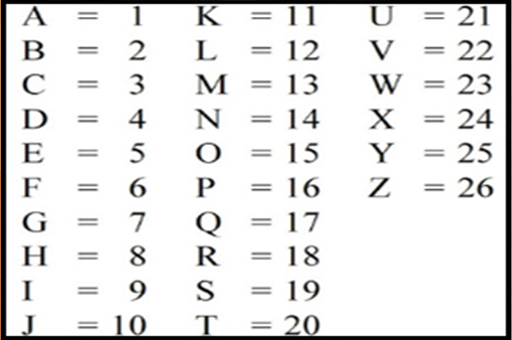 A = 1 K = 11 U = 21
B = 2 L = 12 V = 22
C = 3 M = 13 W = 23
D = 4 N = 14 X = 24
E = 5 O = 15 Y = 25
F = 6 P = 16 Z = 26
G = 7 Q = 17
H = 8 R = 18
I = 9 S = 19
J = 10 T = 20